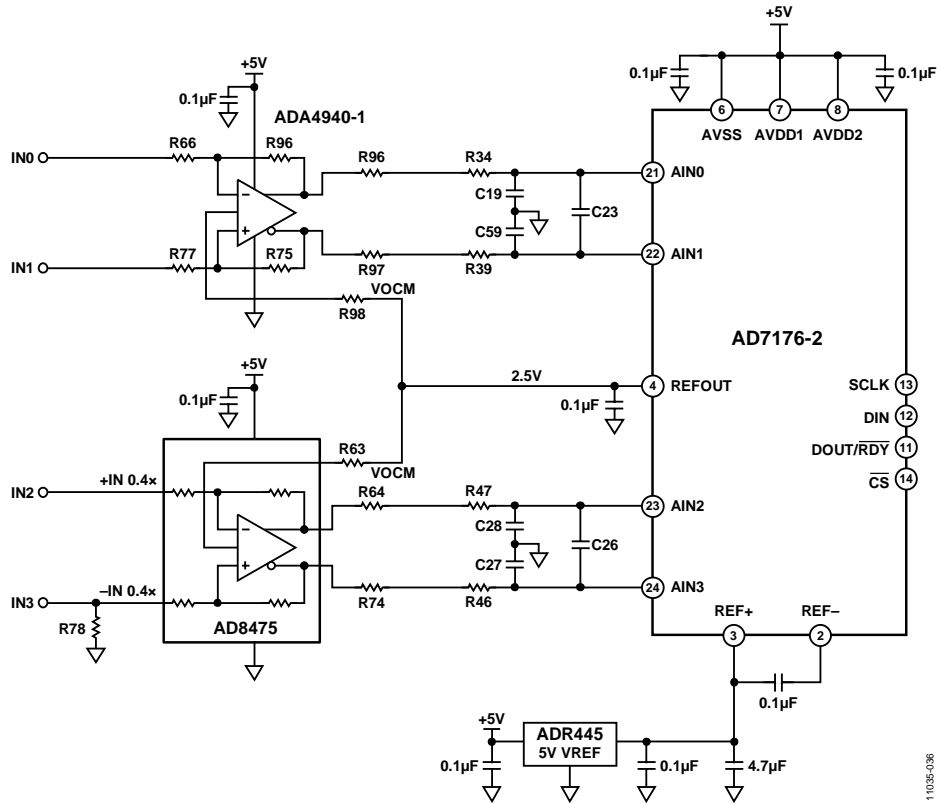 +5V
0.1µF
0.1µF
6
7
8
AVSS
AVDD1
AVDD2
+5V
0.1µF
ADA4940-1
IN0
R66
R96
R96
R34
21
AIN0
C19
C23
C59
IN1
R77
R75
R97
R39
22
AIN1
VOCM
R98
AD7176-2
+5V
0.1µF
2.5V
4
REFOUT
0.1µF
SCLK
13
DIN
12
DOUT/RDY
11
CS
14
R63
VOCM
IN2
+IN 0.4×
R64
R47
23
AIN2
C28
C26
C27
IN3
–IN 0.4×
R74
R46
24
AIN3
R78
AD8475
REF+
REF–
3
2
0.1µF
+5V
ADR445
5V VREF
0.1µF
0.1µF
4.7µF
11035-036